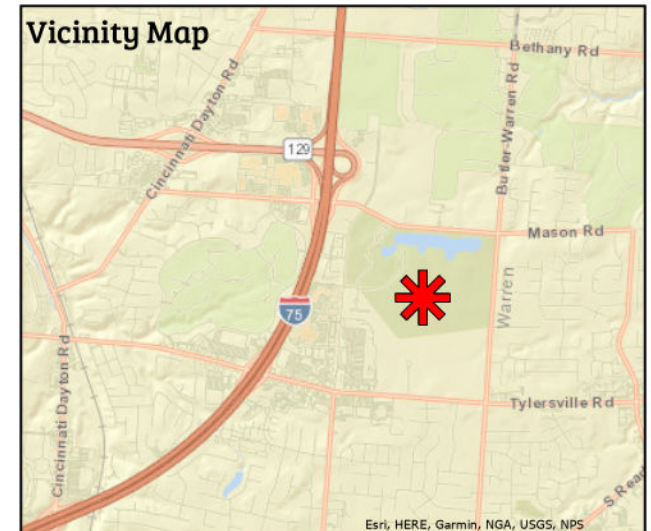 Vicinity Map
Bethany Rd
Cincinnati Dayton Rd
129
Butler-Warren Rd
Mason Rd
Warren
75
Cincinnati Dayton Rd
Tylersville Rd
S Read
Esri, HERE, Garmin, NGA, USGS, NPS